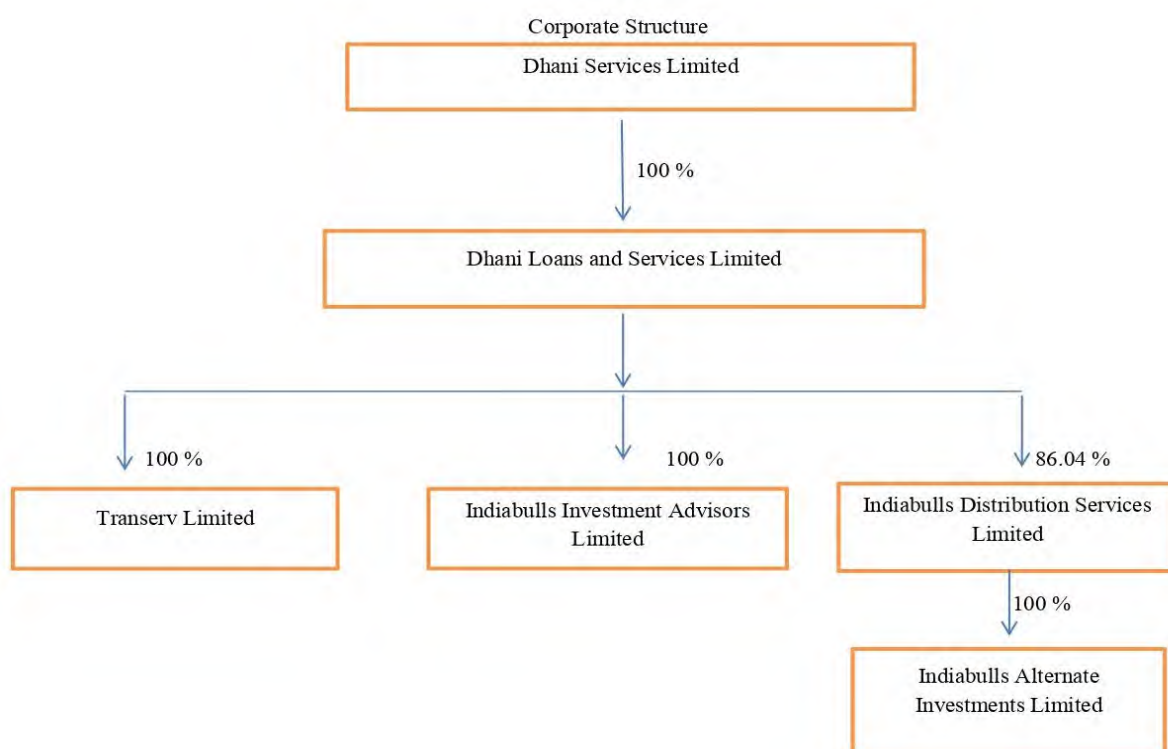 Corporate Structure
Dhani Services Limited
100 %
Dhani Loans and Services Limited
100 %
100 %
86.04 %
Transerv Limited
Indiabulls Investment Advisors
Limited
Indiabulls Distribution Services
Limited
100 %
Indiabulls Alternate
Investments Limited